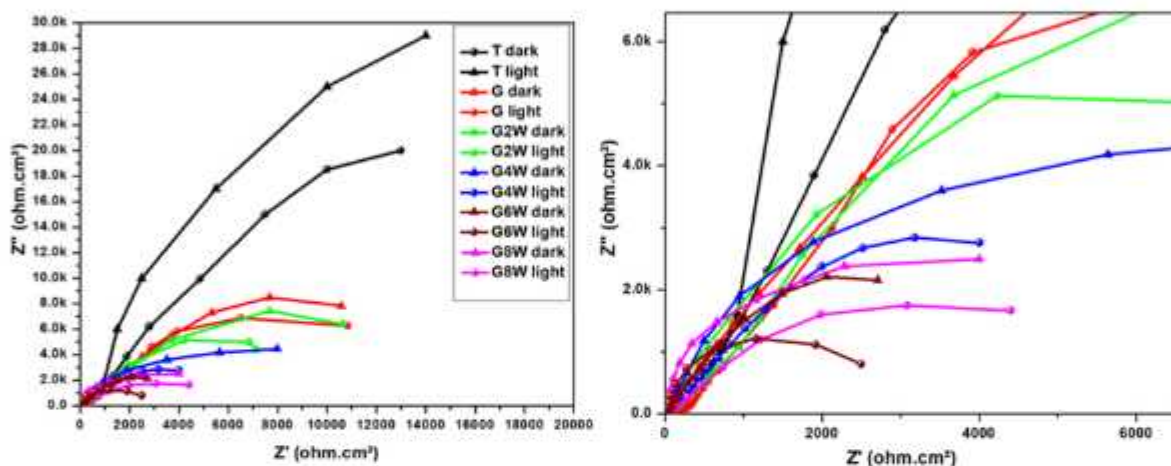 30.0k
28.0k
26.0k
24.0k
22.0k
20.0k
18.0k
16.0k
14.0k
12.0k
10.0k
8.0k
6.0k
4.0k
2.0k
0.0
Z'' (ohm.cm²)
0 2000 4000 6000 8000 10000 12000 14000 16000 18000 20000
Z' (ohm.cm²)
T dark
T light
G dark
G light
G2W dark
G2W light
G4W dark
G4W light
G6W dark
G6W light
G8W dark
G8W light
6.0k
4.0k
2.0k
0.0
Z'' (ohm.cm²)
0 2000 4000 6000
Z' (ohm.cm²)